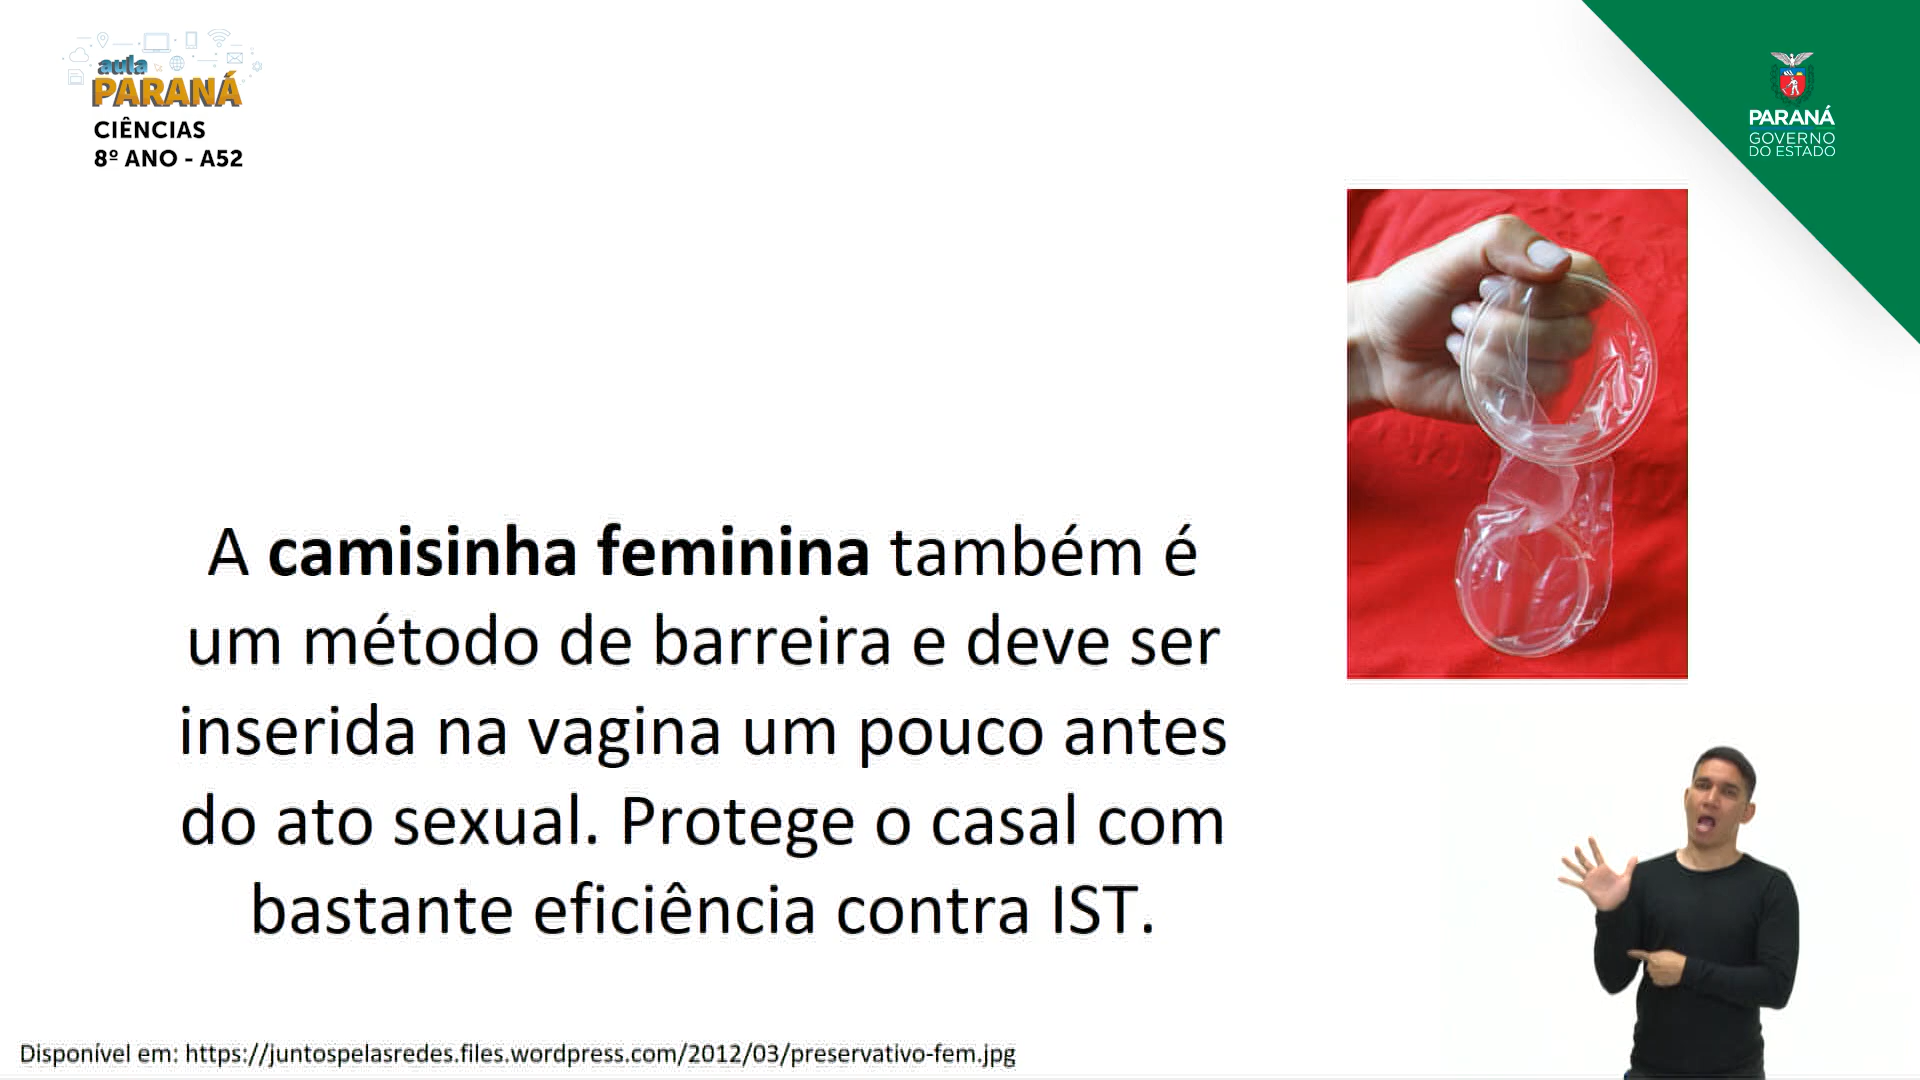 aula
PARANÁ
CIÊNCIAS
8º ANO - A52
PARANÁ
GOVERNO
DO ESTADO
A camisinha feminina também é
um método de barreira e deve ser
inserida na vagina um pouco antes
do ato sexual. Protege o casal com
bastante eficiência contra IST.
Disponível em: https://juntospelasredes.files.wordpress.com/2012/03/preservativo-fem.jpg